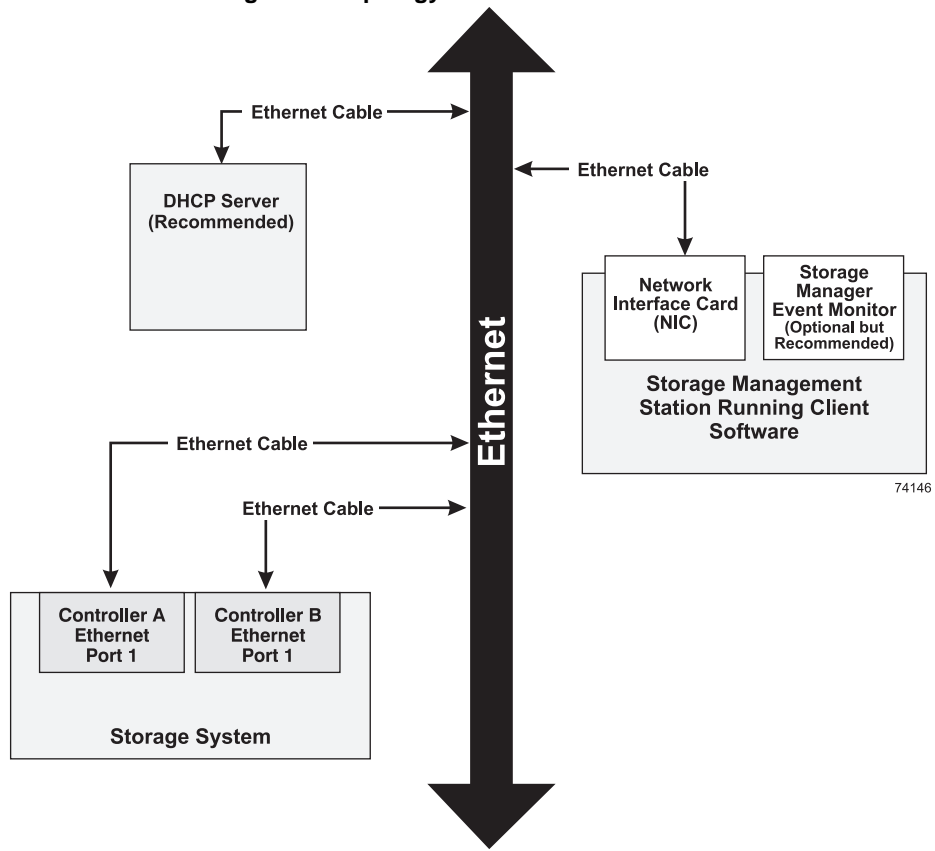 Ethernet Cable
Ethernet Cable
DHCP Server
(Recommended)
Network
Interface Card
(NIC)
Storage
Manager
Event Monitor
(Optional but
Recommended)
Storage Management
Station Running Client
Software
74146
Ethernet
Ethernet Cable
Ethernet Cable
Controller A
Ethernet
Port 1
Controller B
Ethernet
Port 1
Storage System